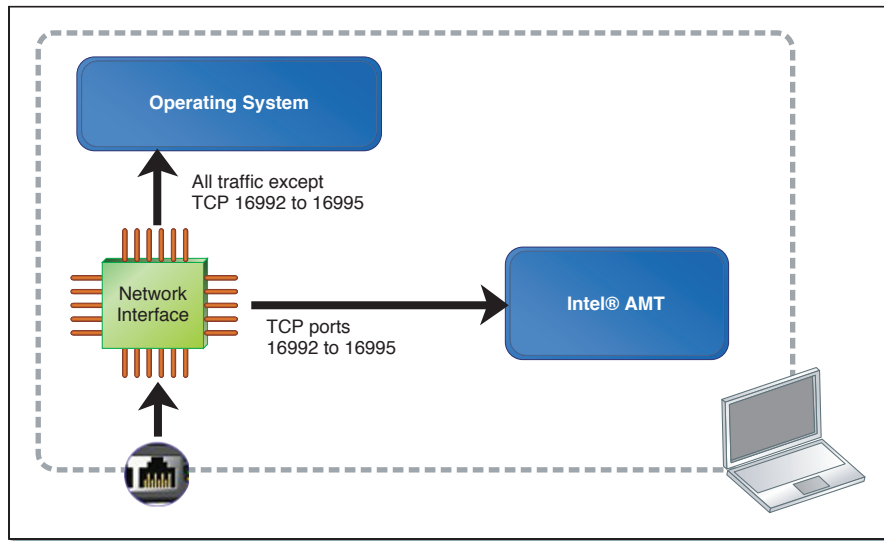 Operating System
All traffic except
TCP 16992 to 16995
Network
Interface
Intel® AMT
TCP ports
16992 to 16995